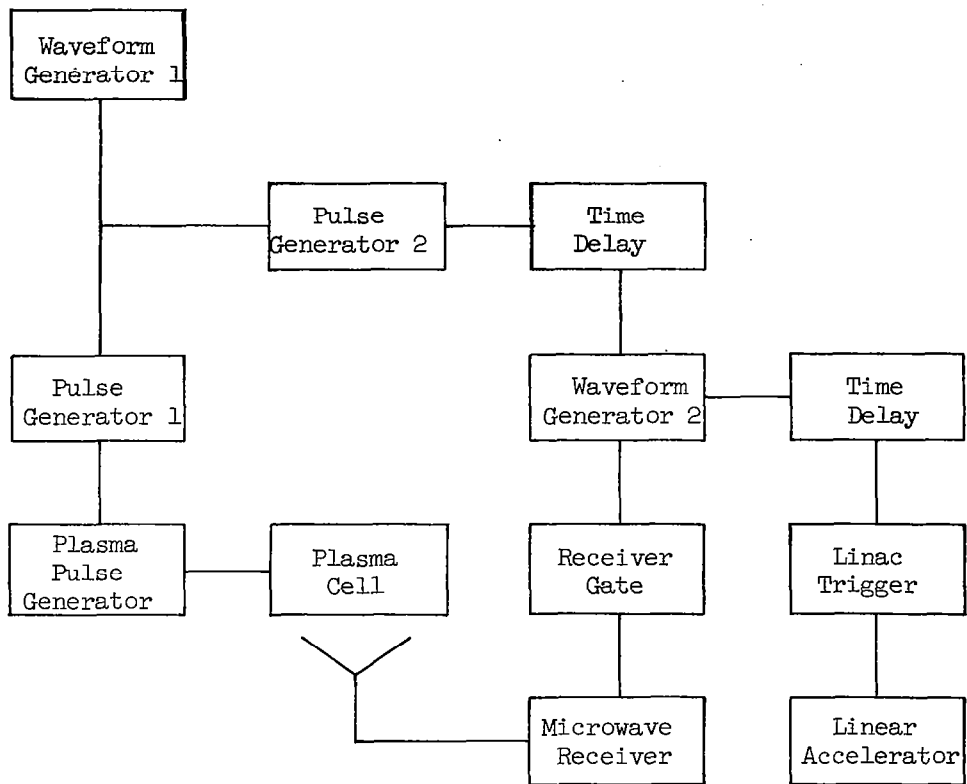 Waveform
Generator 1
Pulse
Generator 2
Time
Delay
Pulse
Generator 1
Waveform
Generator 2
Time
Delay
Plasma
Pulse
Generator
Plasma
Cell
Receiver
Gate
Linac
Trigger
Microwave
Receiver
Linear
Accelerator